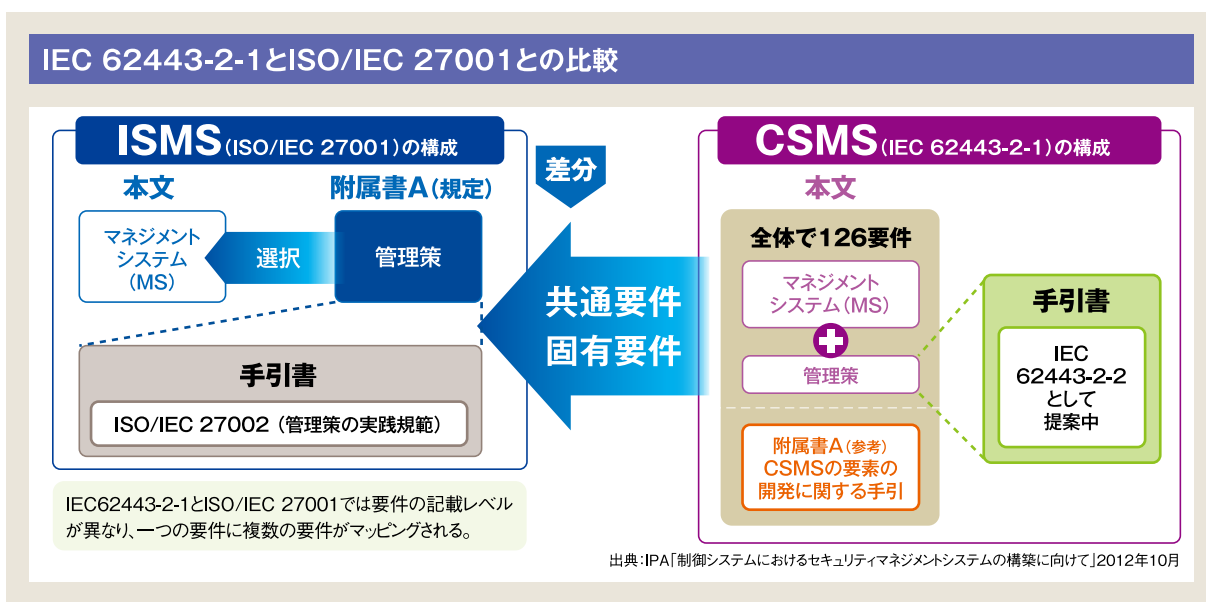 IEC 62443-2-1とISO/IEC 27001との比較
ISMS(ISO/IEC 27001)の構成
本文
附属書A(規定)
マネジメント
システム
(MS)
選択
管理策
手引書
ISO/IEC 27002（管理策の実践規範）
IEC62443-2-1とISO/IEC 27001では要件の記載レベル
が異なり、一つの要件に複数の要件がマッピングされる。
差分
共通要件
固有要件
CSMS(IEC 62443-2-1)の構成
本文
全体で126要件
マネジメント
システム(MS)
管理策
附属書A(参考)
CSMSの要素の
開発に関する手引
手引書
IEC
62443-2-2
として
提案中
出典：IPA「制御システムにおけるセキュリティマネジメントシステムの構築に向けて」2012年10月